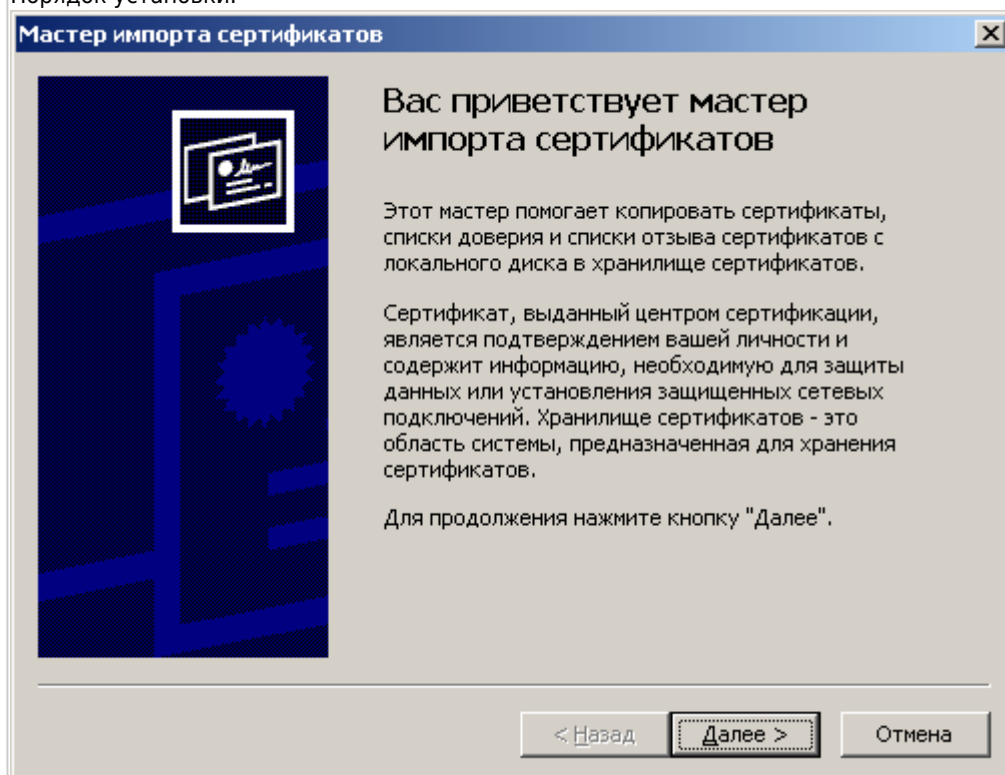 Порядок установки:
Мастер импорта сертификатов
Вас приветствует мастер
импорта сертификатов
Этот мастер помогает копировать сертификаты,
списки доверия и списки отзыва сертификатов с
локального диска в хранилище сертификатов.
Сертификат, выданный центром сертификации,
является подтверждением вашей личности и
содержит информацию, необходимую для защиты
данных или установления защищенных сетевых
подключений. Хранилище сертификатов - это
область системы, предназначенная для хранения
сертификатов.
Для продолжения нажмите кнопку "Далее".
< Назад Далее > Отмена